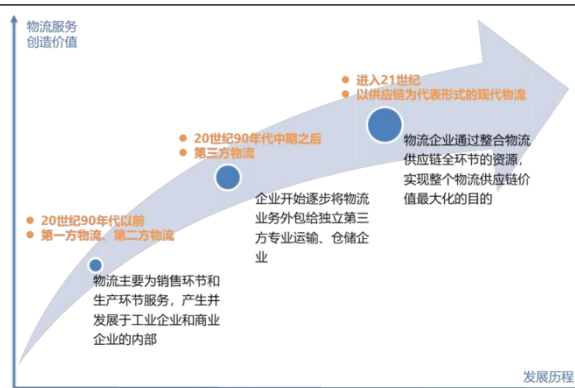 物流服务
创造价值
● 进入21世纪
● 以供应链为代表形式的现代物流
物流企业通过整合物流
供应链全环节的资源，
实现整个物流供应链价
值最大化的目的
● 20世纪90年代中期之后
● 第三方物流
企业开始逐步将物流
业务外包给独立第三
方专业运输、仓储企
业
● 20世纪90年代以前
● 第一方物流、第二方物流
物流主要为销售环节和
生产环节服务，产生并
发展于工业企业和商业
企业的内部
发展历程